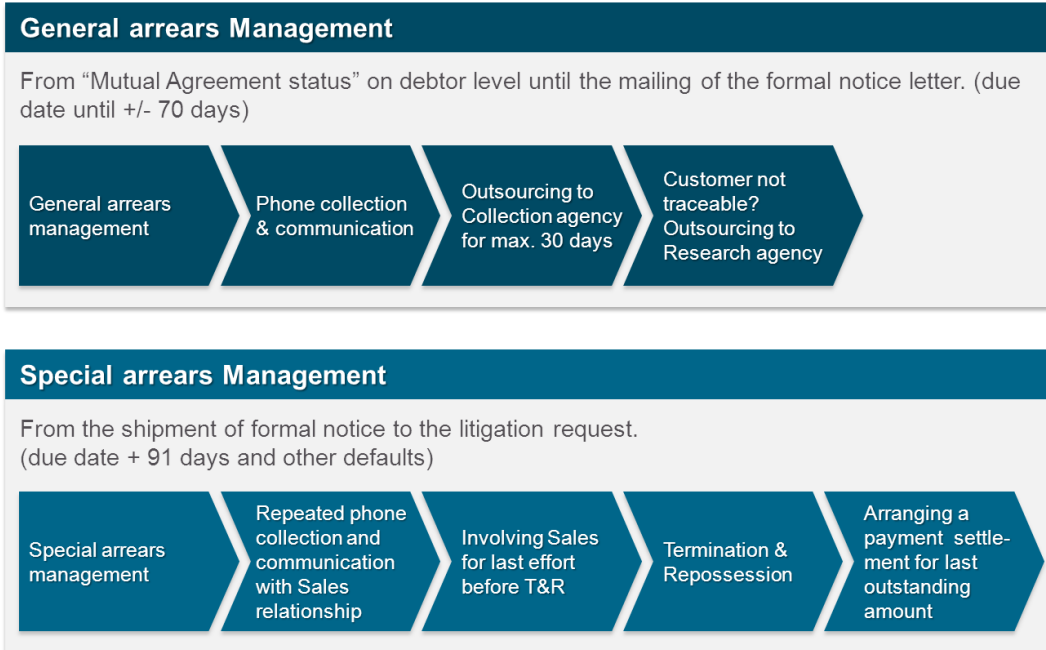 General arrears Management
From “Mutual Agreement status” on debtor level until the mailing of the formal notice letter. (due
date until +/- 70 days)
General arrears
management
Phone collection
& communication
Outsourcing to
Collection agency
for max. 30 days
Customer not
traceable?
Outsourcing to
Research agency
Special arrears Management
From the shipment of formal notice to the litigation request.
(due date + 91 days and other defaults)
Special arrears
management
Repeated phone
collection and
communication
with Sales
relationship
Involving Sales
for last effort
before T&R
Termination &
Repossession
Arranging a
payment settle-
ment for last
outstanding
amount